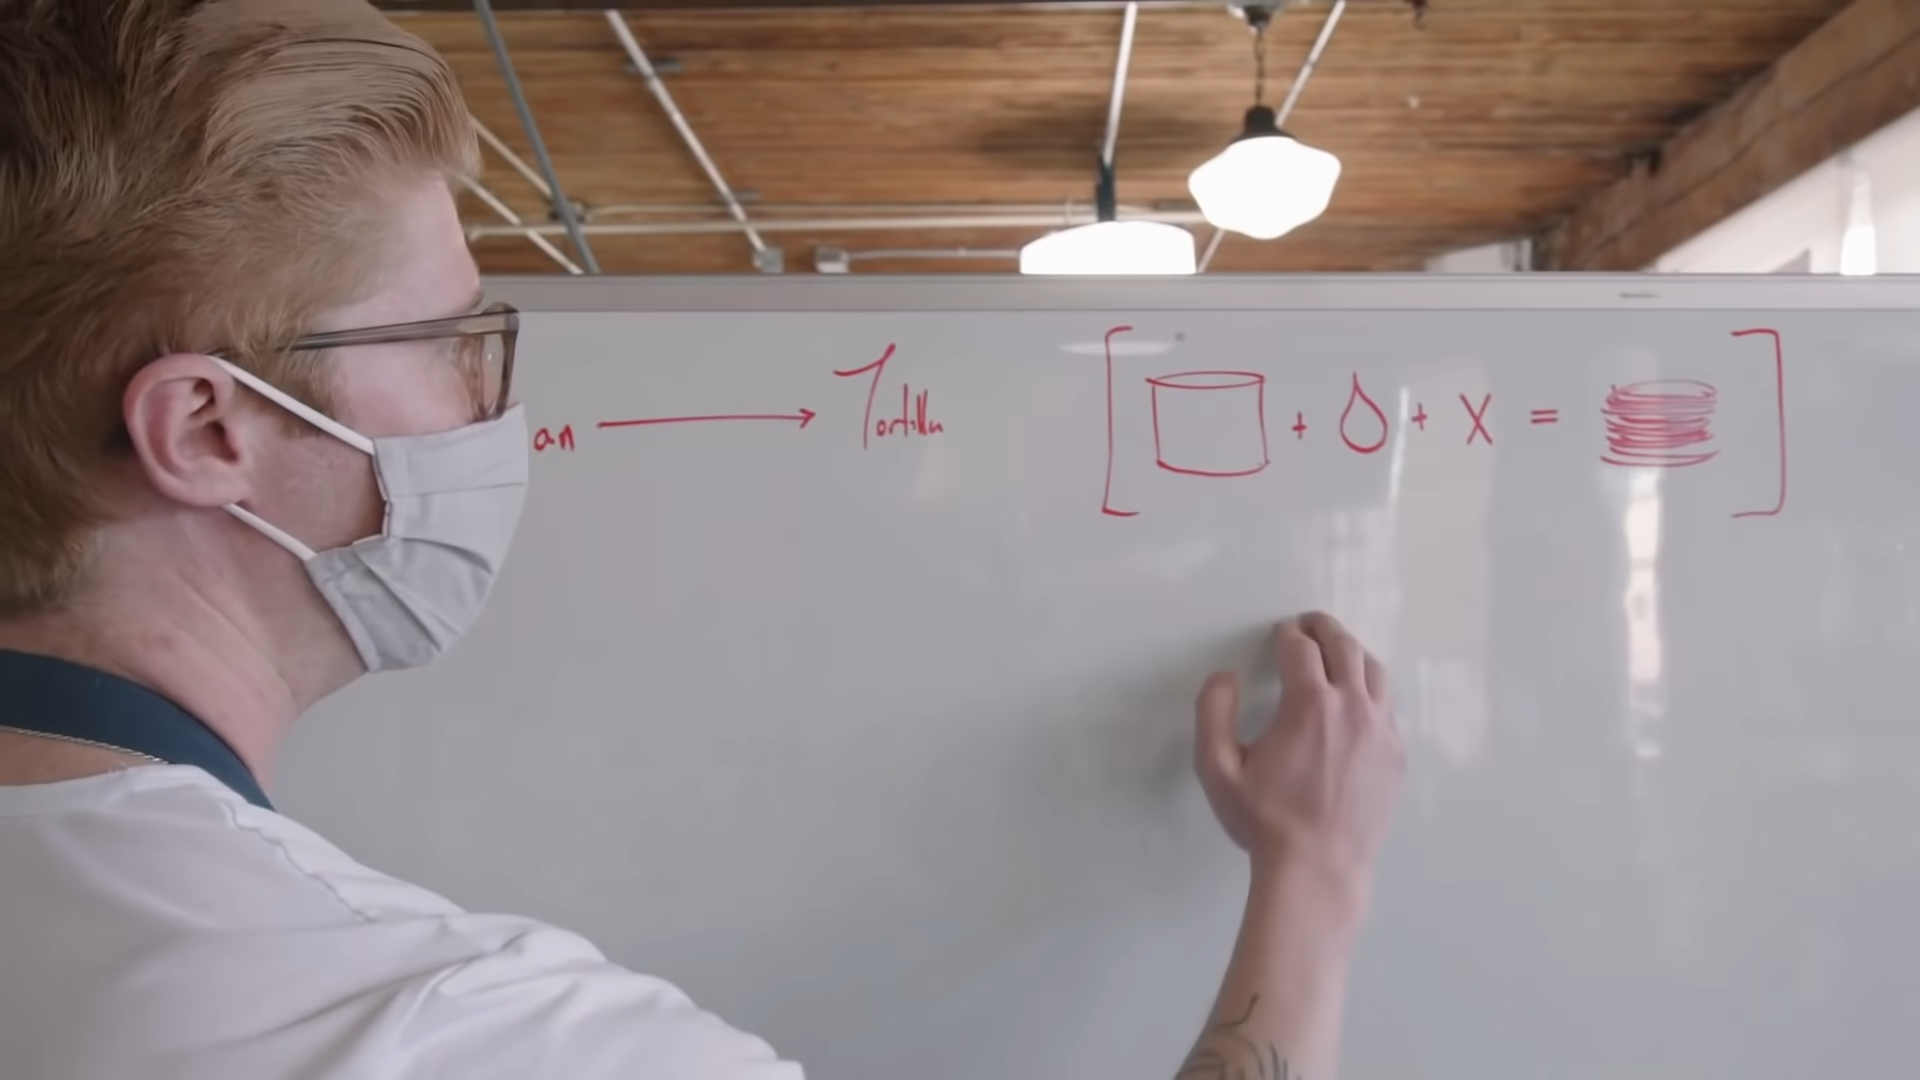 an → Tortilla [ + + X = ]